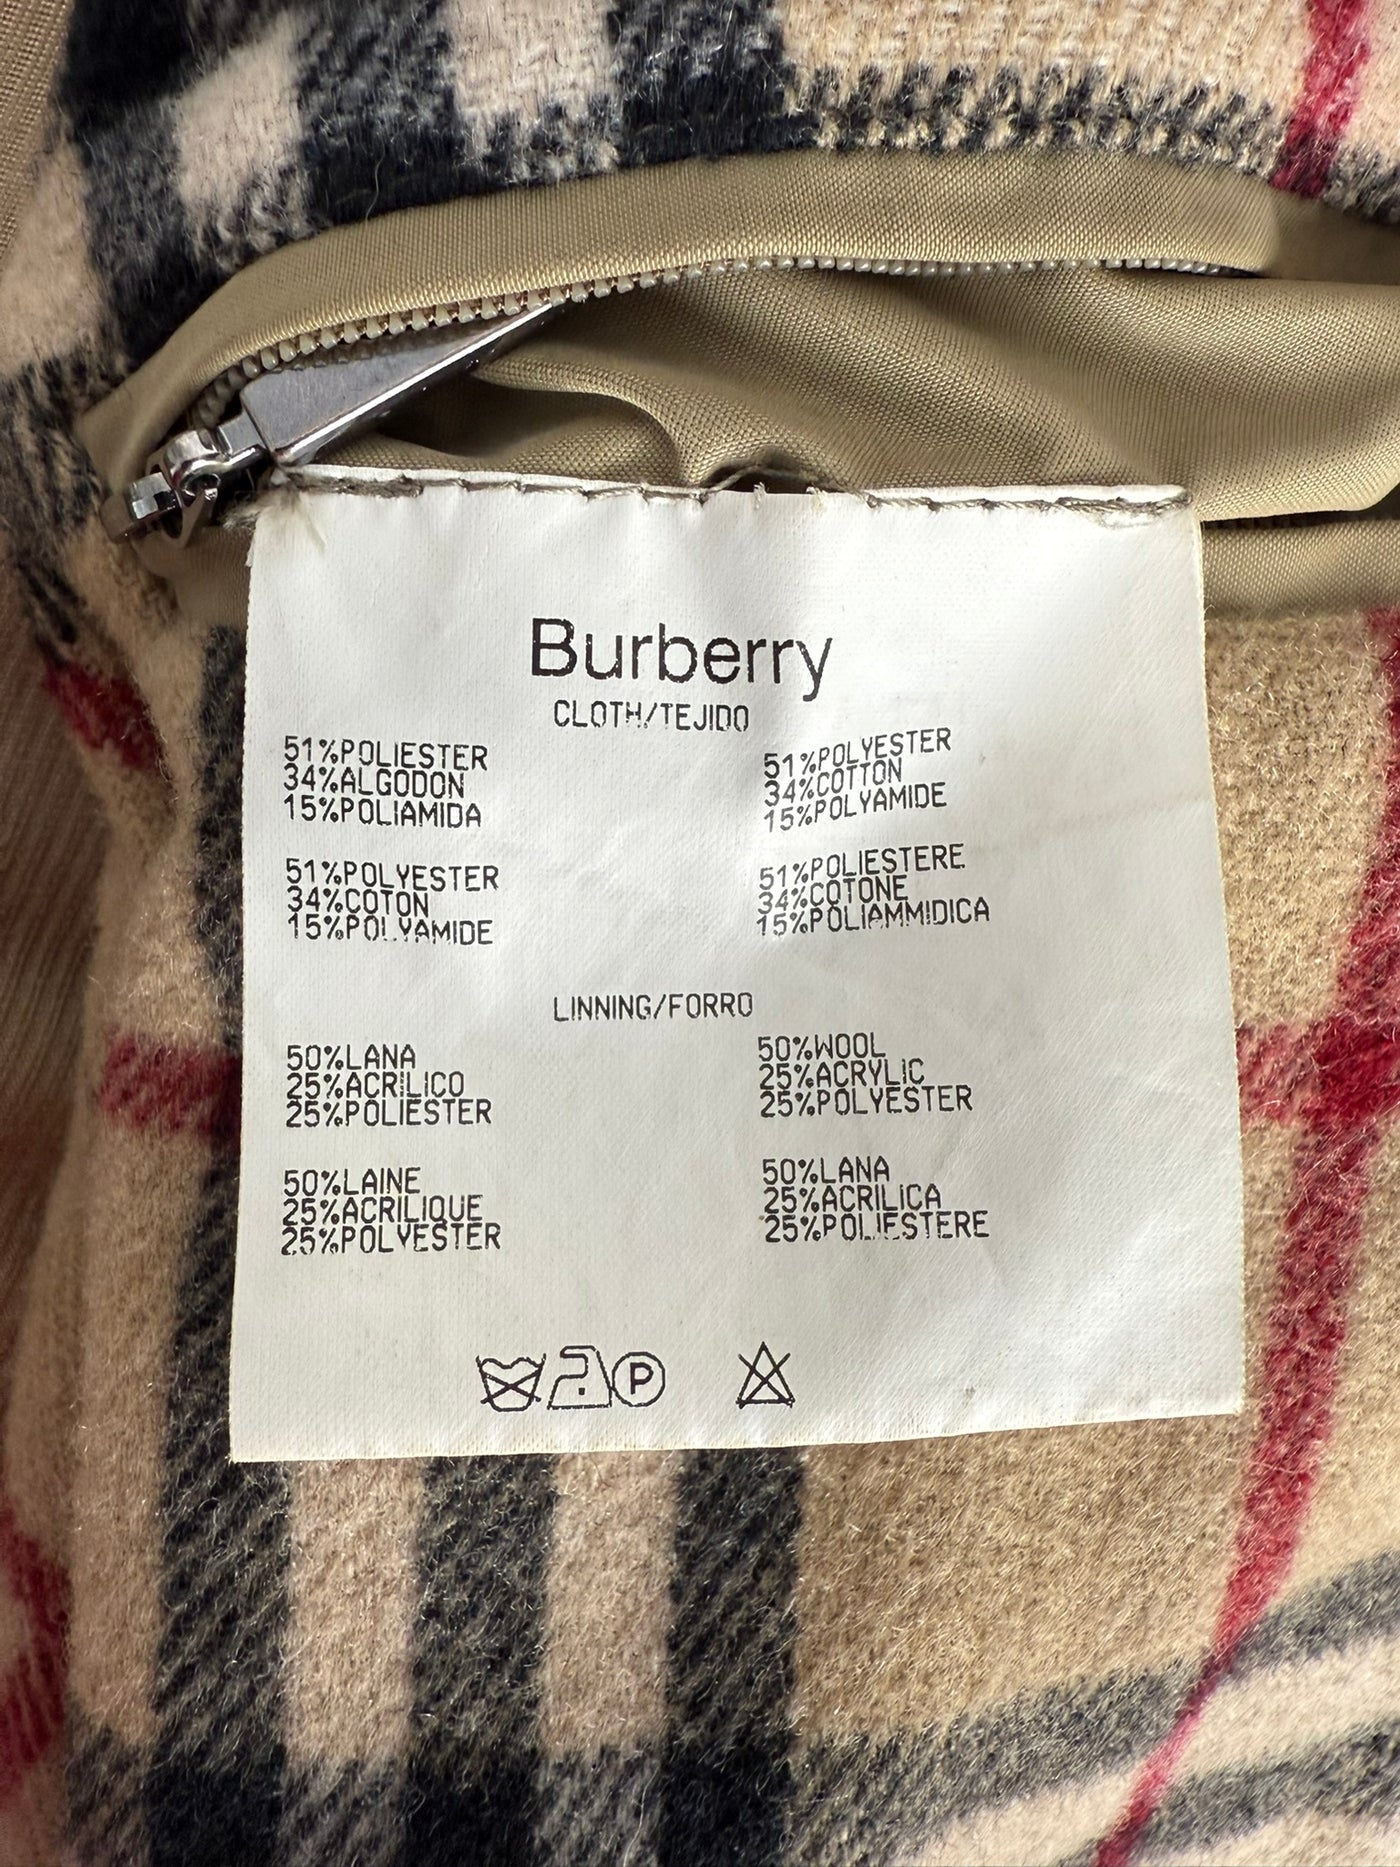 Burberry
CLOTH/TEJIDO
51%POLIESTER
34%ALGODON
15%POLIAMIDA
51%POLYESTER
34%COTTON
15%POLYAMIDE
51%POLYESTER
34%COTON
15%POLYAMIDE
51%POLIESTERE
34%COTONE
15%POLIAMMIDICA
LINNING/FORRO
50%LANA
25%ACRILICO
25%POLIESTER
50%WOOL
25%ACRYLIC
25%POLYESTER
50%LAINE
25%ACRILIQUE
25%POLYESTER
50%LANA
25%ACRILICA
25%POLIESTERE
P